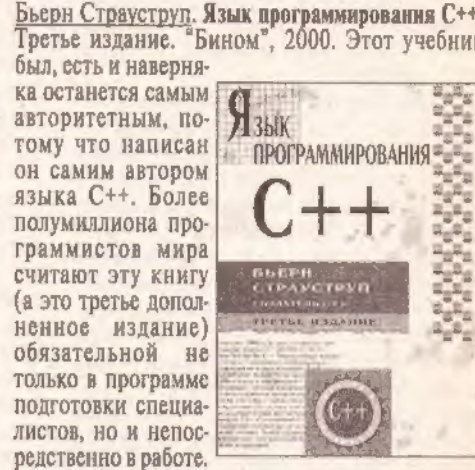 Бьерн Страуструп. Язык программирования С++
Третье издание. "Бином", 2000. Этот учебник
был, есть и наверня-
ка останется самым
авторитетным, по-
тому что написан
он самим автором
языка С++. Более
полумиллиона про-
граммистов мира
считают эту книгу
(а это третье допол-
ненное издание)
обязательной не
только в программе
подготовки специа-
листов, но и непос-
редственно в работе.
Язык
ПРОГРАММИРОВАНИЯ
С++
БЬЕРН
СТРАУСТРУП
ТРЕТЬЕ ИЗДАНИЕ
С++